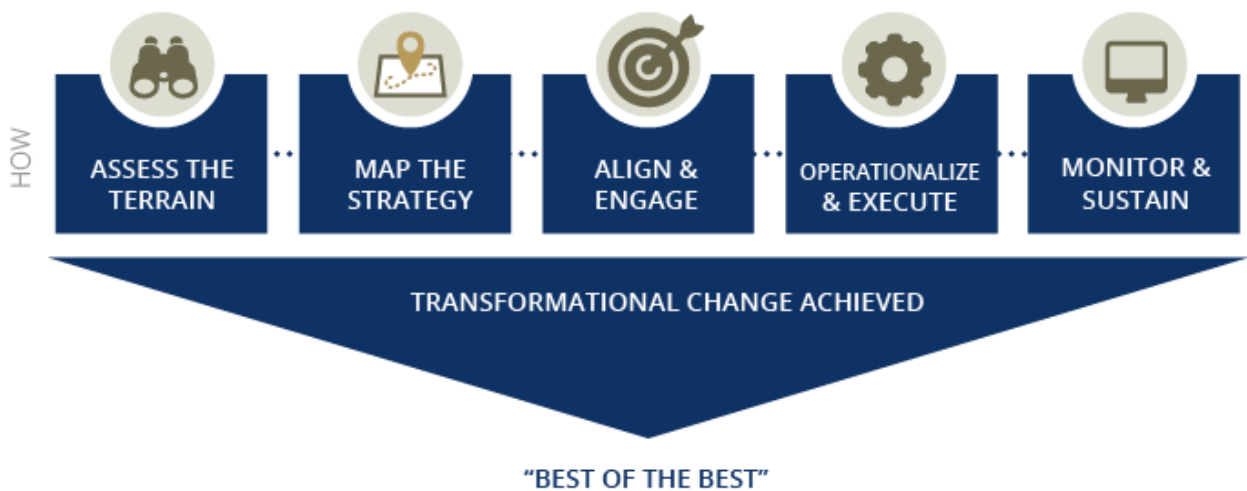 HOW
ASSESS THE
TERRAIN
MAP THE
STRATEGY
ALIGN &
ENGAGE
OPERATIONALIZE
& EXECUTE
MONITOR &
SUSTAIN
TRANSFORMATIONAL CHANGE ACHIEVED
“BEST OF THE BEST”